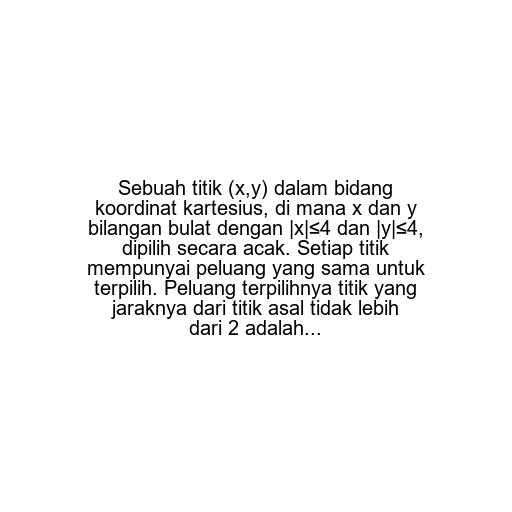 Sebuah titik (x,y) dalam bidang
koordinat kartesius, di mana x dan y
bilangan bulat dengan |x|≤4 dan |y|≤4,
dipilih secara acak. Setiap titik
mempunyai peluang yang sama untuk
terpilih. Peluang terpilihnya titik yang
jaraknya dari titik asal tidak lebih
dari 2 adalah...